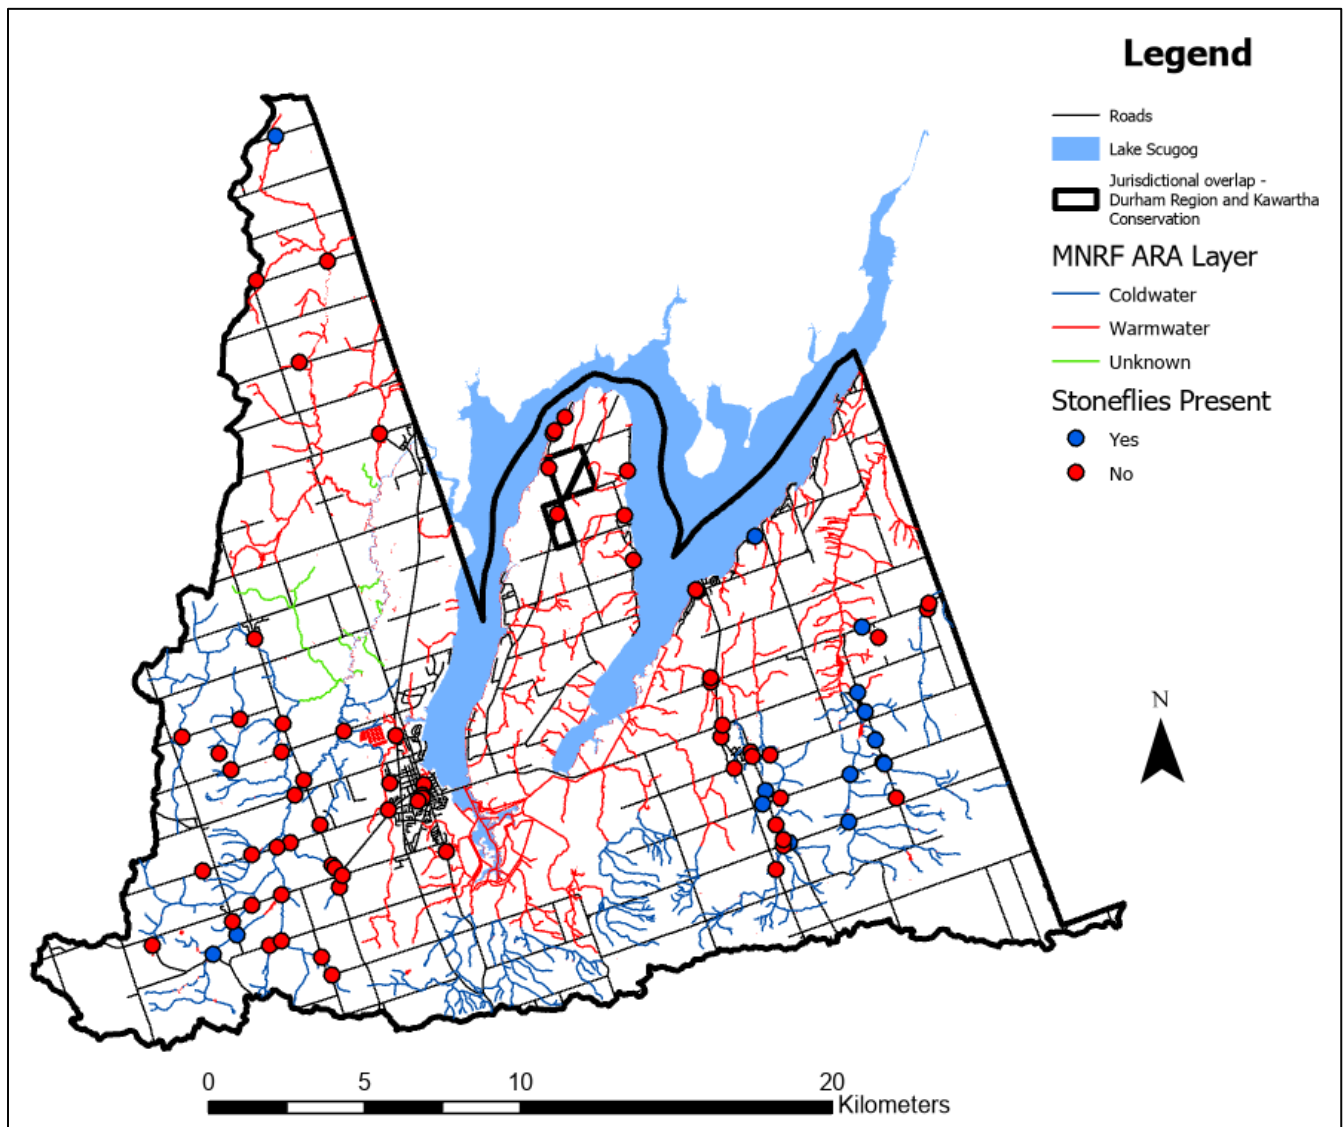 Legend
Roads
Lake Scugog
Jurisdictional overlap -
Durham Region and Kawartha
Conservation
MNRF ARA Layer
Coldwater
Warmwater
Unknown
Stoneflies Present
Yes
No
N
0 5 10 20
Kilometers